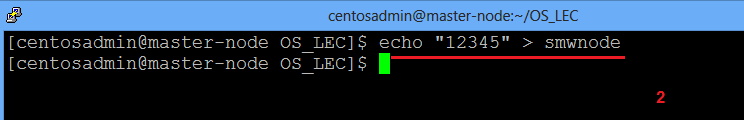 centosadmin@master-node:~/OS_LEC
[centosadmin@master-node OS_LEC]$ echo "12345" > smwnode
[centosadmin@master-node OS_LEC]$
2